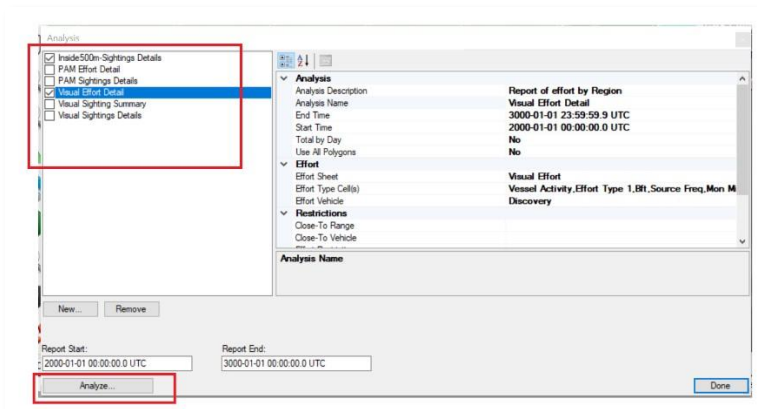 Analysis
Inside500m-Sightings Details
PAM Effort Detail
PAM Sightings Details
Visual Effort Detail
Visual Sighting Summary
Visual Sightings Details
Analysis
Analysis Description Report of effort by Region
Analysis Name Visual Effort Detail
End Time 3000-01-01 23:59:59.9 UTC
Start Time 2000-01-01 00:00:00.0 UTC
Total by Day No
Use All Polygons No
Effort
Effort Sheet Visual Effort
Effort Type Cell(s) Vessel Activity,Effort Type 1,Bft,Source Freq,Mon Mi
Effort Vehicle Discovery
Restrictions
Close-To Range
Close-To Vehicle
Analysis Name
New... Remove
Report Start: Report End:
2000-01-01 00:00:00.0 UTC 3000-01-01 00:00:00.0 UTC
Analyze... Done